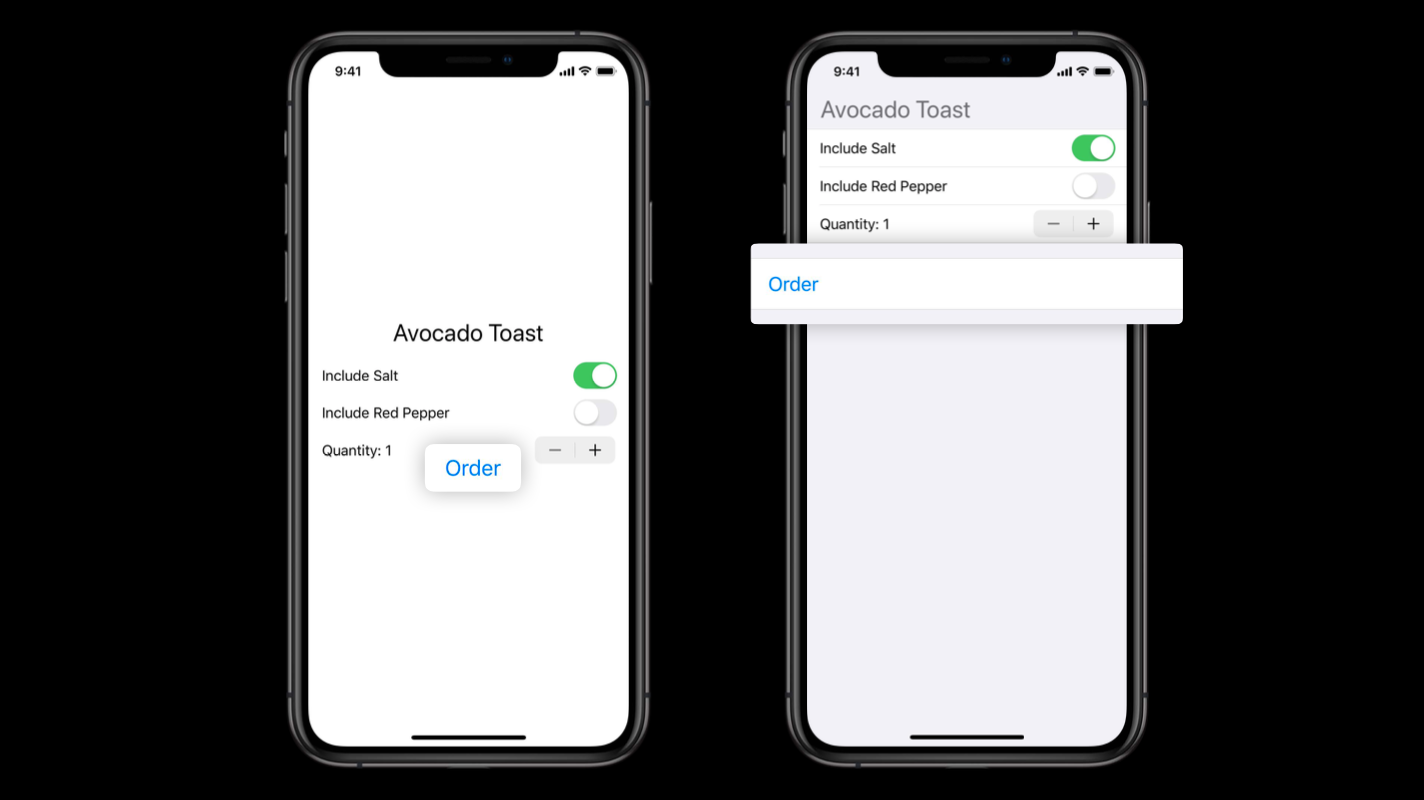 9:41
Avocado Toast
Include Salt
Include Red Pepper
Quantity: 1
− +
Order
9:41
Avocado Toast
Include Salt
Include Red Pepper
Quantity: 1
− +
Order